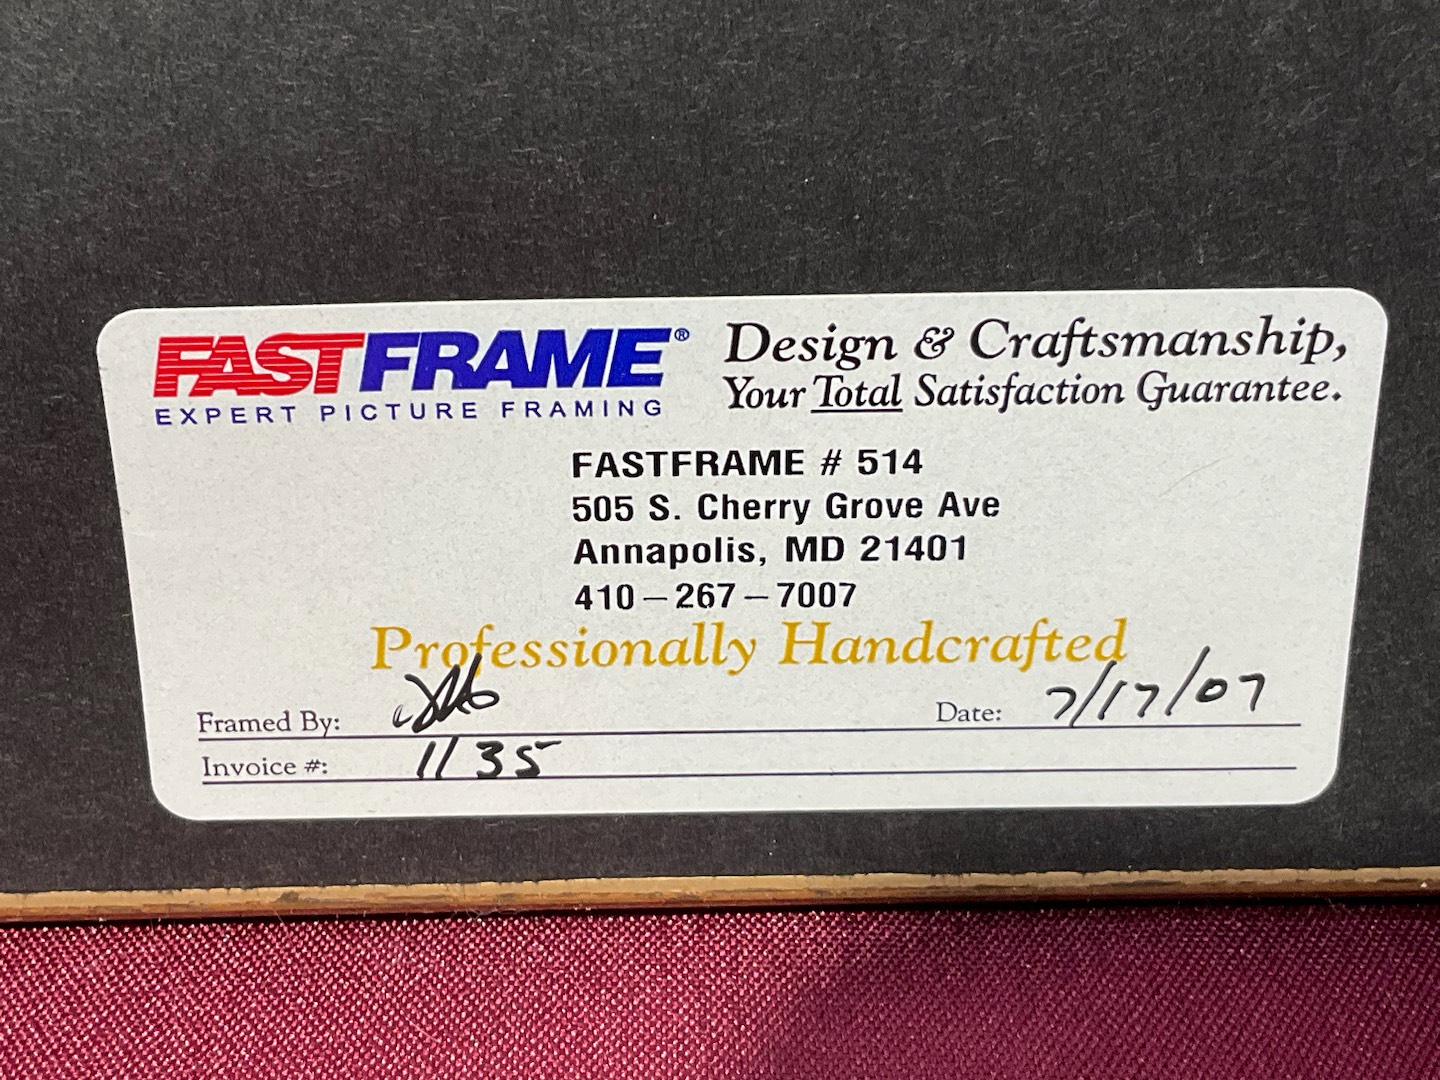 FASTFRAME®
EXPERT PICTURE FRAMING
Design & Craftsmanship,
Your Total Satisfaction Guarantee.
FASTFRAME # 514
505 S. Cherry Grove Ave
Annapolis, MD 21401
410-267-7007
Professionally Handcrafted
Framed By:
Date: 7/17/07
Invoice #: 1135